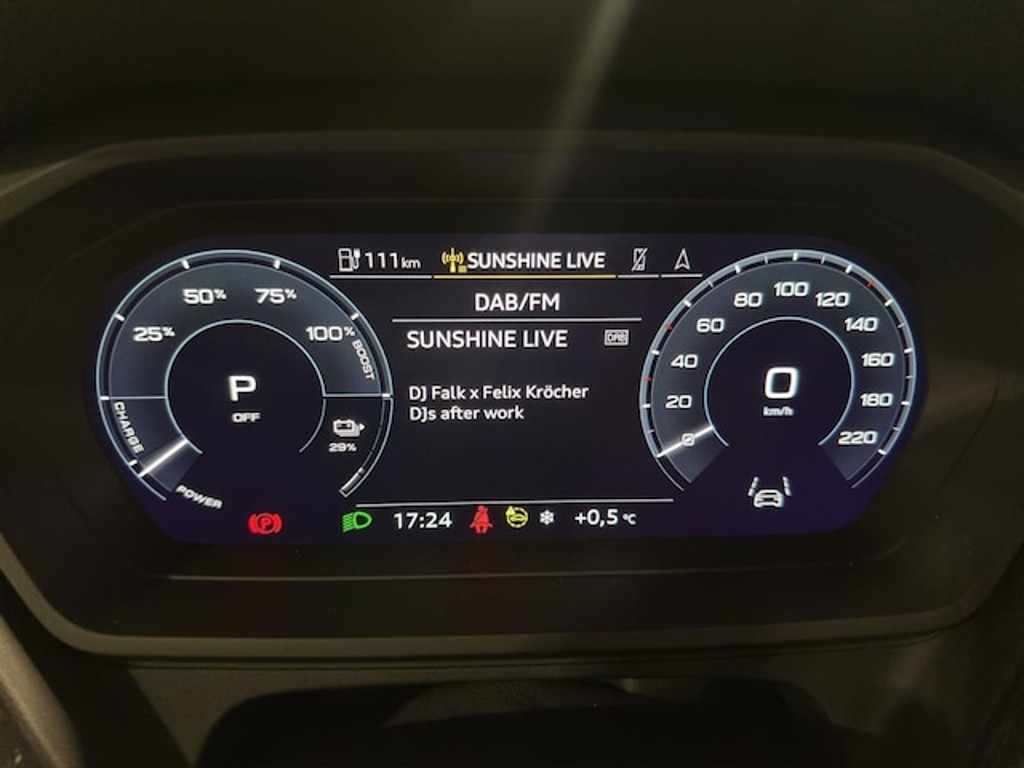 111 km SUNSHINE LIVE
DAB/FM
SUNSHINE LIVE DAB
DJ Falk x Felix Kröcher
DJs after work
25% 50% 75% 100%
BOOST
CHARGE
POWER
P
OFF
29%
0 20 40 60 80 100 120 140 160 180 220
0
km/h
P
17:24 +0,5 °C